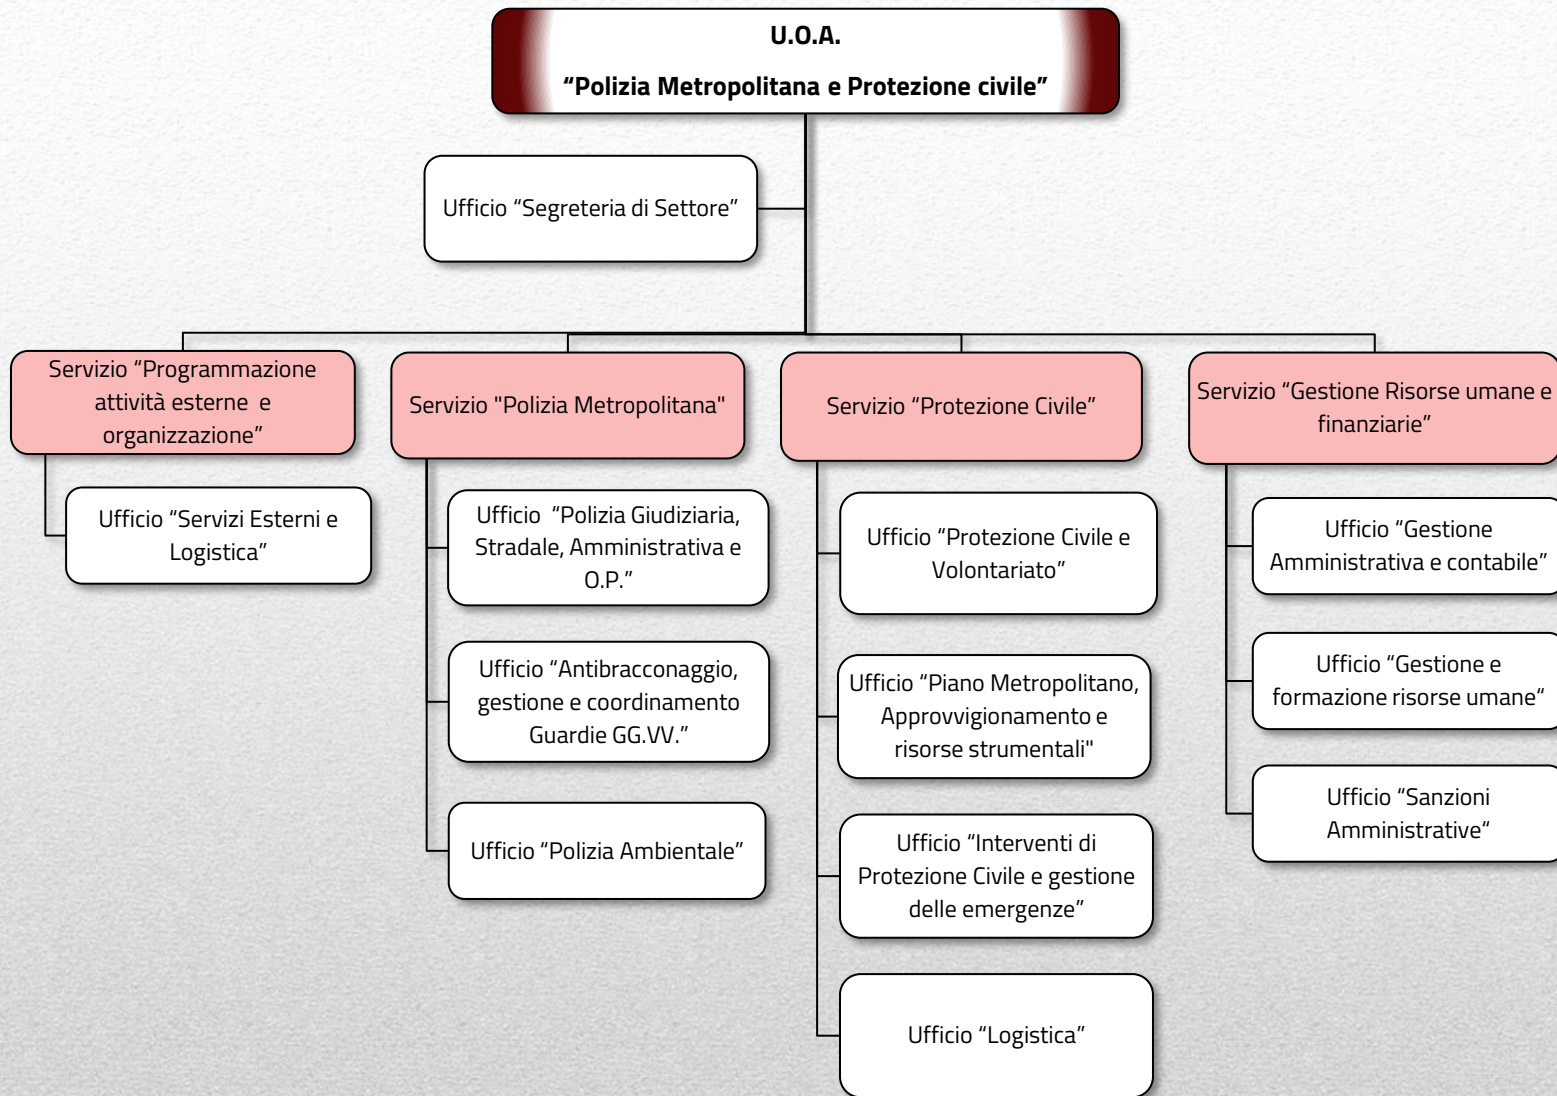 U.O.A.
“Polizia Metropolitana e Protezione civile”
Ufficio “Segreteria di Settore”
Servizio “Programmazione
attività esterne  e
organizzazione”
Ufficio “Servizi Esterni e
Logistica”
Servizio "Polizia Metropolitana"
Ufficio  “Polizia Giudiziaria,
Stradale, Amministrativa e
O.P.”
Ufficio “Antibracconaggio,
gestione e coordinamento
Guardie GG.VV.”
Ufficio “Polizia Ambientale”
Servizio “Protezione Civile”
Ufficio “Protezione Civile e
Volontariato”
Ufficio “Piano Metropolitano,
Approvvigionamento e
risorse strumentali"
Ufficio “Interventi di
Protezione Civile e gestione
delle emergenze”
Ufficio “Logistica”
Servizio “Gestione Risorse umane e
finanziarie”
Ufficio “Gestione
Amministrativa e contabile”
Ufficio “Gestione e
formazione risorse umane“
Ufficio “Sanzioni
Amministrative“